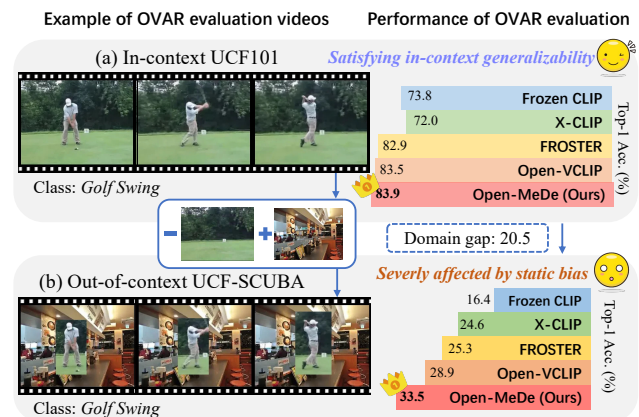 Example of OVAR evaluation videos
Performance of OVAR evaluation
(a) In-context UCF101
Satisfying in-context generalizability
73.8 Frozen CLIP
72.0 X-CLIP
82.9 FROSTER
83.5 Open-VCLIP
83.9 Open-MeDe (Ours)
Top-1 Acc. (%)
Class: Golf Swing
Domain gap: 20.5
(b) Out-of-context UCF-SCUBA
Severly affected by static bias
16.4 Frozen CLIP
24.6 X-CLIP
25.3 FROSTER
28.9 Open-VCLIP
33.5 Open-MeDe (Ours)
Top-1 Acc. (%)
Class: Golf Swing